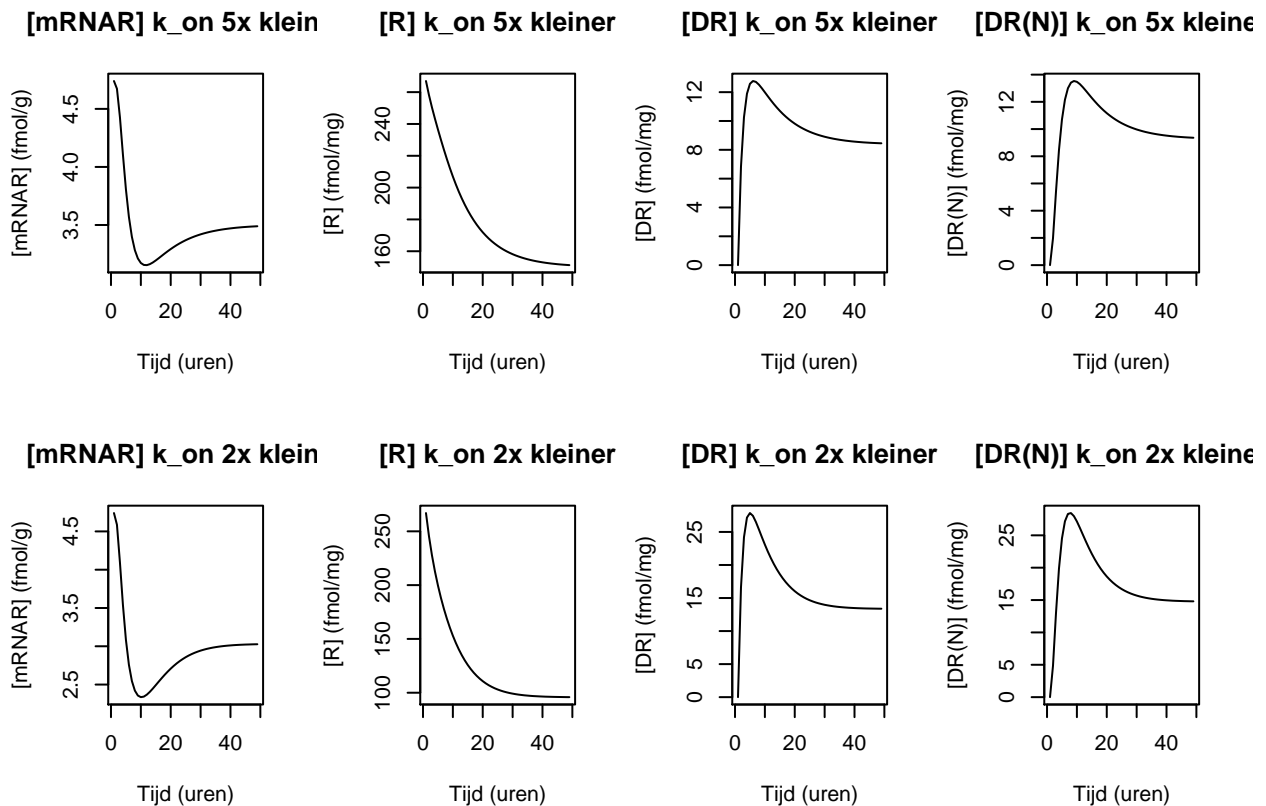 [mRNAR] k_on 5x klein
[R] k_on 5x kleiner
[DR] k_on 5x kleiner
[DR(N)] k_on 5x kleine
[mRNAR] (fmol/g)
3.5 4.0 4.5
0 20 40
Tijd (uren)
[R] (fmol/mg)
160 200 240
0 20 40
Tijd (uren)
[DR] (fmol/mg)
0 4 8 12
0 20 40
Tijd (uren)
[DR(N)] (fmol/mg)
0 4 8 12
0 20 40
Tijd (uren)
[mRNAR] k_on 2x klein
[R] k_on 2x kleiner
[DR] k_on 2x kleiner
[DR(N)] k_on 2x kleine
[mRNAR] (fmol/g)
2.5 3.5 4.5
0 20 40
Tijd (uren)
[R] (fmol/mg)
100 150 200 250
0 20 40
Tijd (uren)
[DR] (fmol/mg)
0 5 15 25
0 20 40
Tijd (uren)
[DR(N)] (fmol/mg)
0 5 15 25
0 20 40
Tijd (uren)